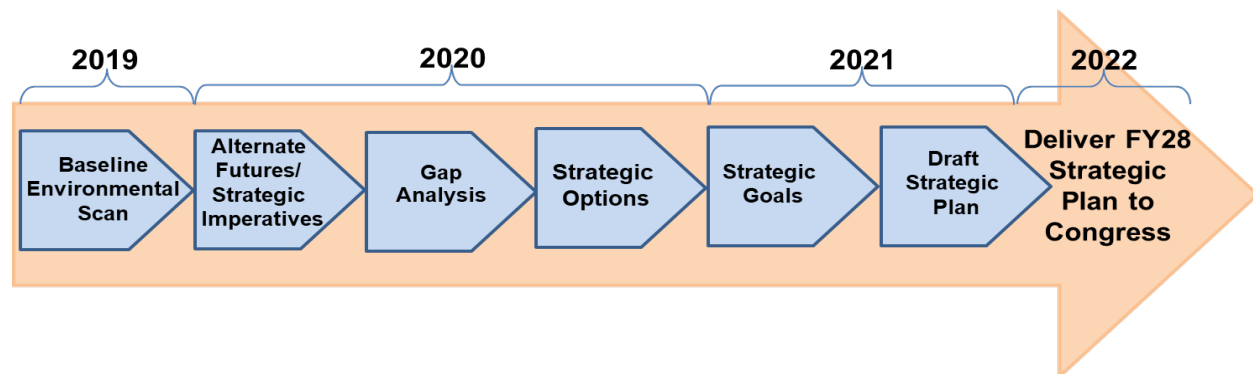 2019
2020
2021
2022
Baseline
Environmental
Scan
Alternate
Futures/
Strategic
Imperatives
Gap
Analysis
Strategic
Options
Strategic
Goals
Draft
Strategic
Plan
Deliver FY28
Strategic
Plan to
Congress